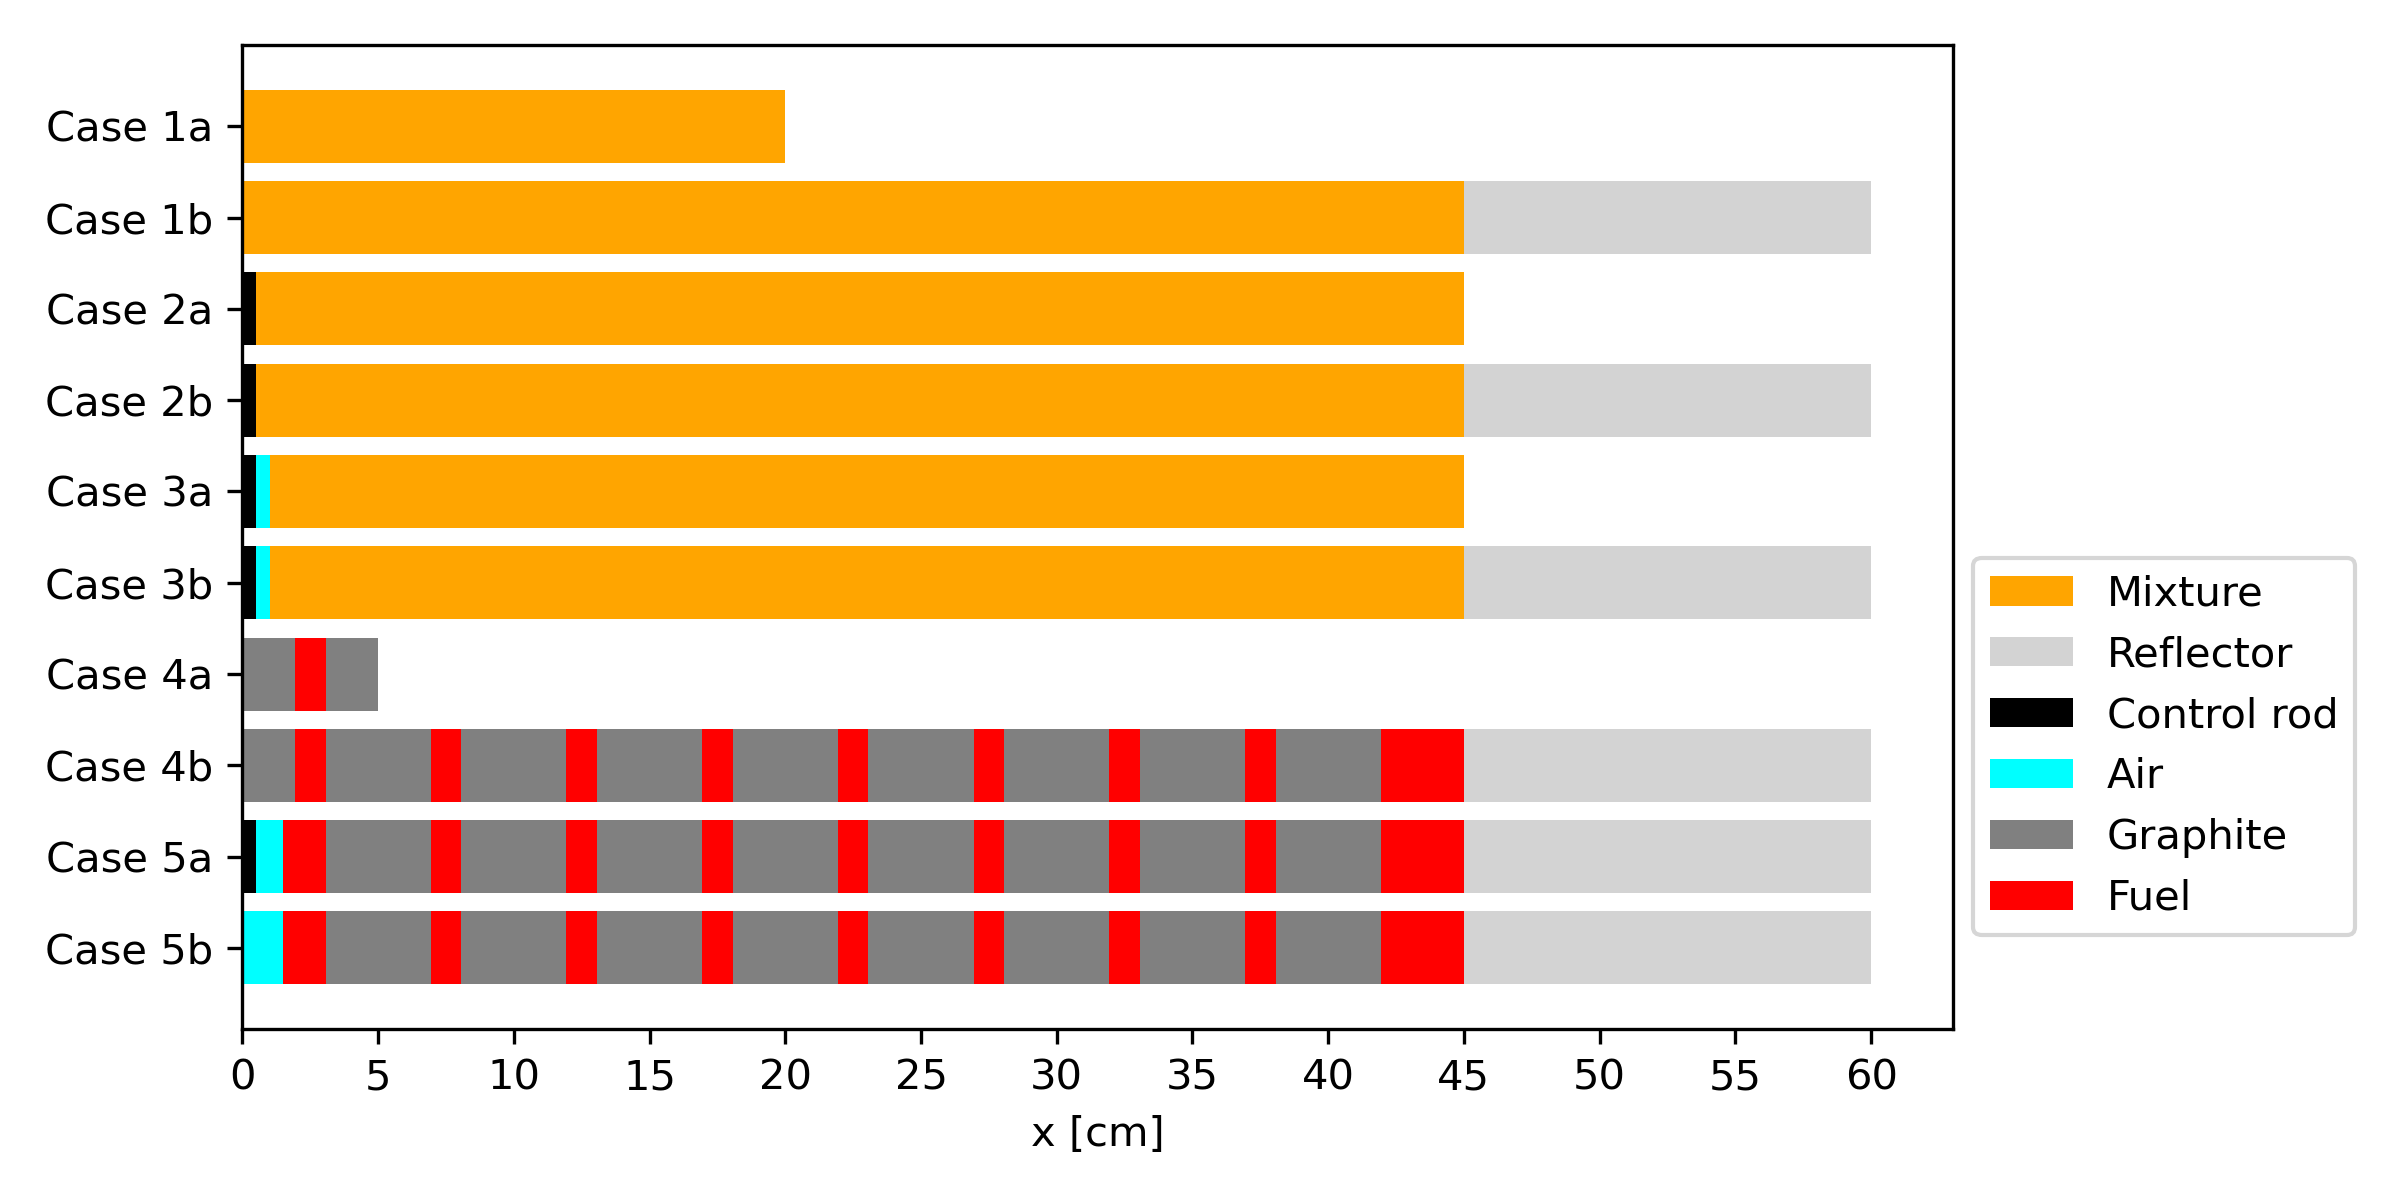 Case 1a
Case 1b
Case 2a
Case 2b
Case 3a
Case 3b
Case 4a
Case 4b
Case 5a
Case 5b
0 5 10 15 20 25 30 35 40 45 50 55 60
x [cm]
Mixture
Reflector
Control rod
Air
Graphite
Fuel